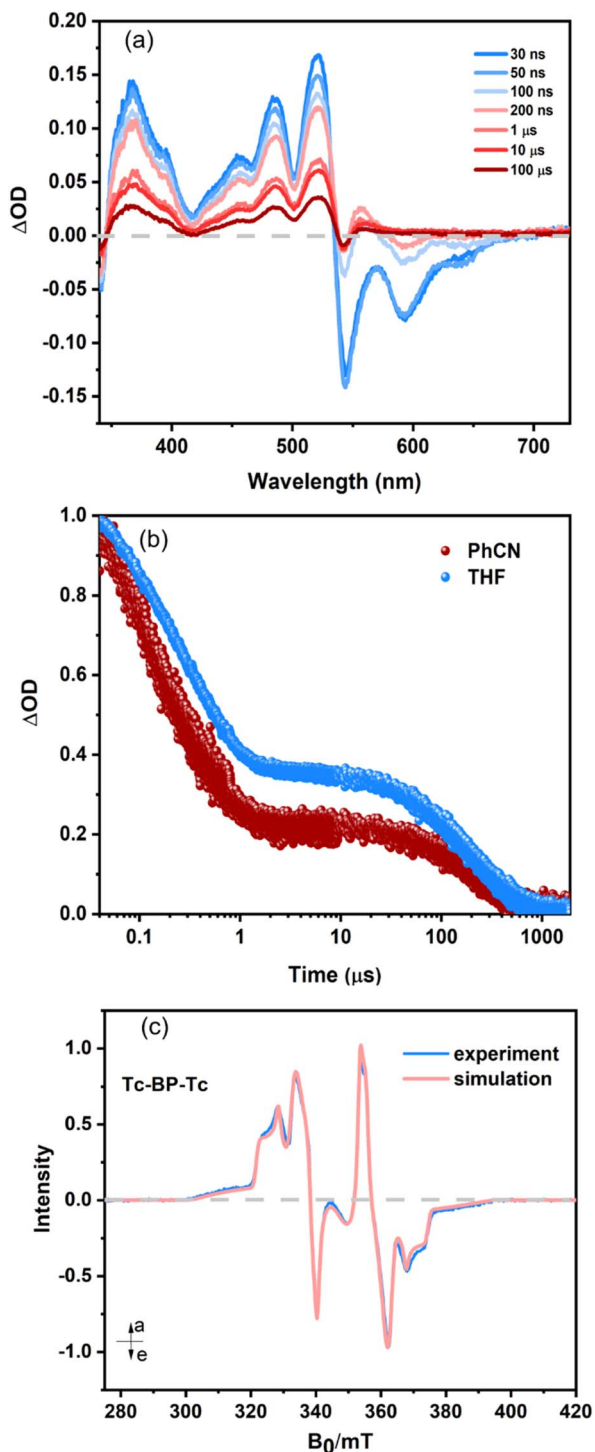 (a)
30 ns
50 ns
100 ns
200 ns
1 μs
10 μs
100 μs
0.20
0.15
0.10
0.05
0.00
-0.05
-0.10
-0.15
ΔOD
400 500 600 700
Wavelength (nm)
(b)
PhCN
THF
1.0
0.8
0.6
0.4
0.2
0.0
ΔOD
0.1 1 10 100 1000
Time (μs)
(c)
Tc-BP-Tc
experiment
simulation
1.0
0.5
0.0
-0.5
-1.0
Intensity
a
e
280 300 320 340 360 380 400 420
B0/mT